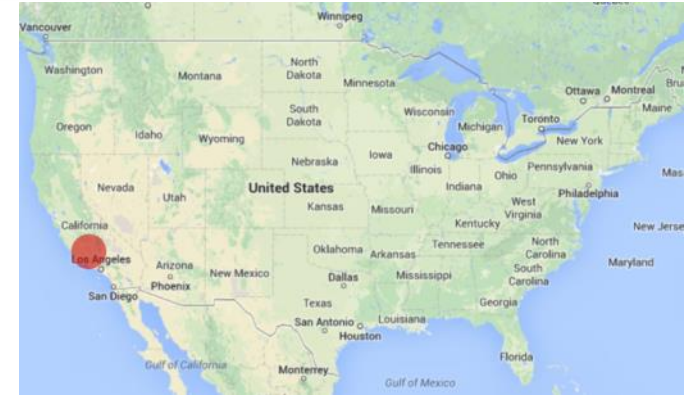 Winnipeg
Vancouver
Washington
Montana
North
Dakota
Minnesota
Ottawa
Montreal
Maine
South
Dakota
Wisconsin
Michigan
Toronto
Oregon
Idaho
Wyoming
Chicago
New York
Nebraska
Iowa
Illinois
Indiana
Ohio
Pennsylvania
Nevada
Utah
United States
Kansas
Missouri
West
Virginia
Philadelphia
Kentucky
California
New Jerse
Los Angeles
Arizona
Phoenix
New Mexico
Oklahoma
Arkansas
Tennessee
North
Carolina
Maryland
San Diego
Dallas
Mississippi
South
Carolina
Texas
Georgia
San Antonio
Louisiana
Houston
Gulf of California
Monterrey
Florida
Gulf of Mexico